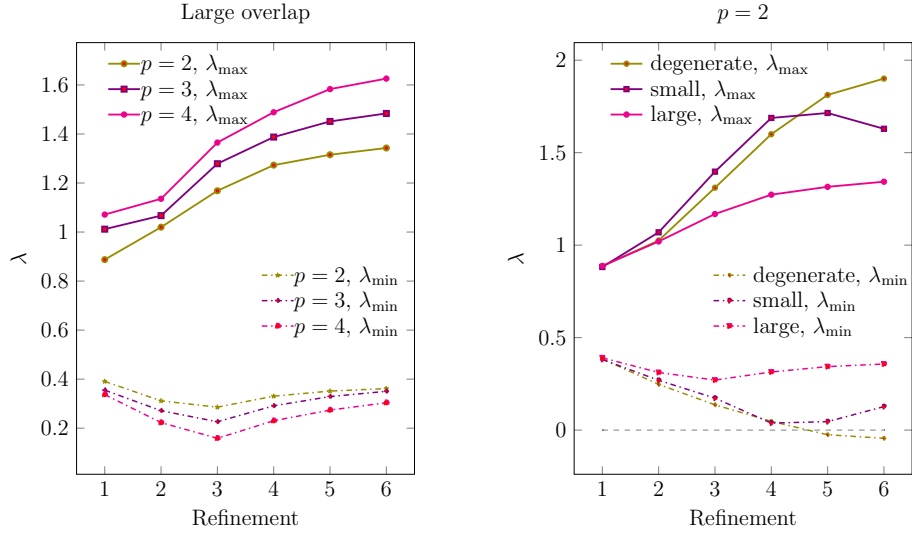 Large overlap
p = 2, λmax
p = 3, λmax
p = 4, λmax
p = 2, λmin
p = 3, λmin
p = 4, λmin
1.6
1.4
1.2
1
0.8
0.6
0.4
0.2
λ
1 2 3 4 5 6
Refinement
p = 2
degenerate, λmax
small, λmax
large, λmax
degenerate, λmin
small, λmin
large, λmin
2
1.5
1
0.5
0
λ
1 2 3 4 5 6
Refinement